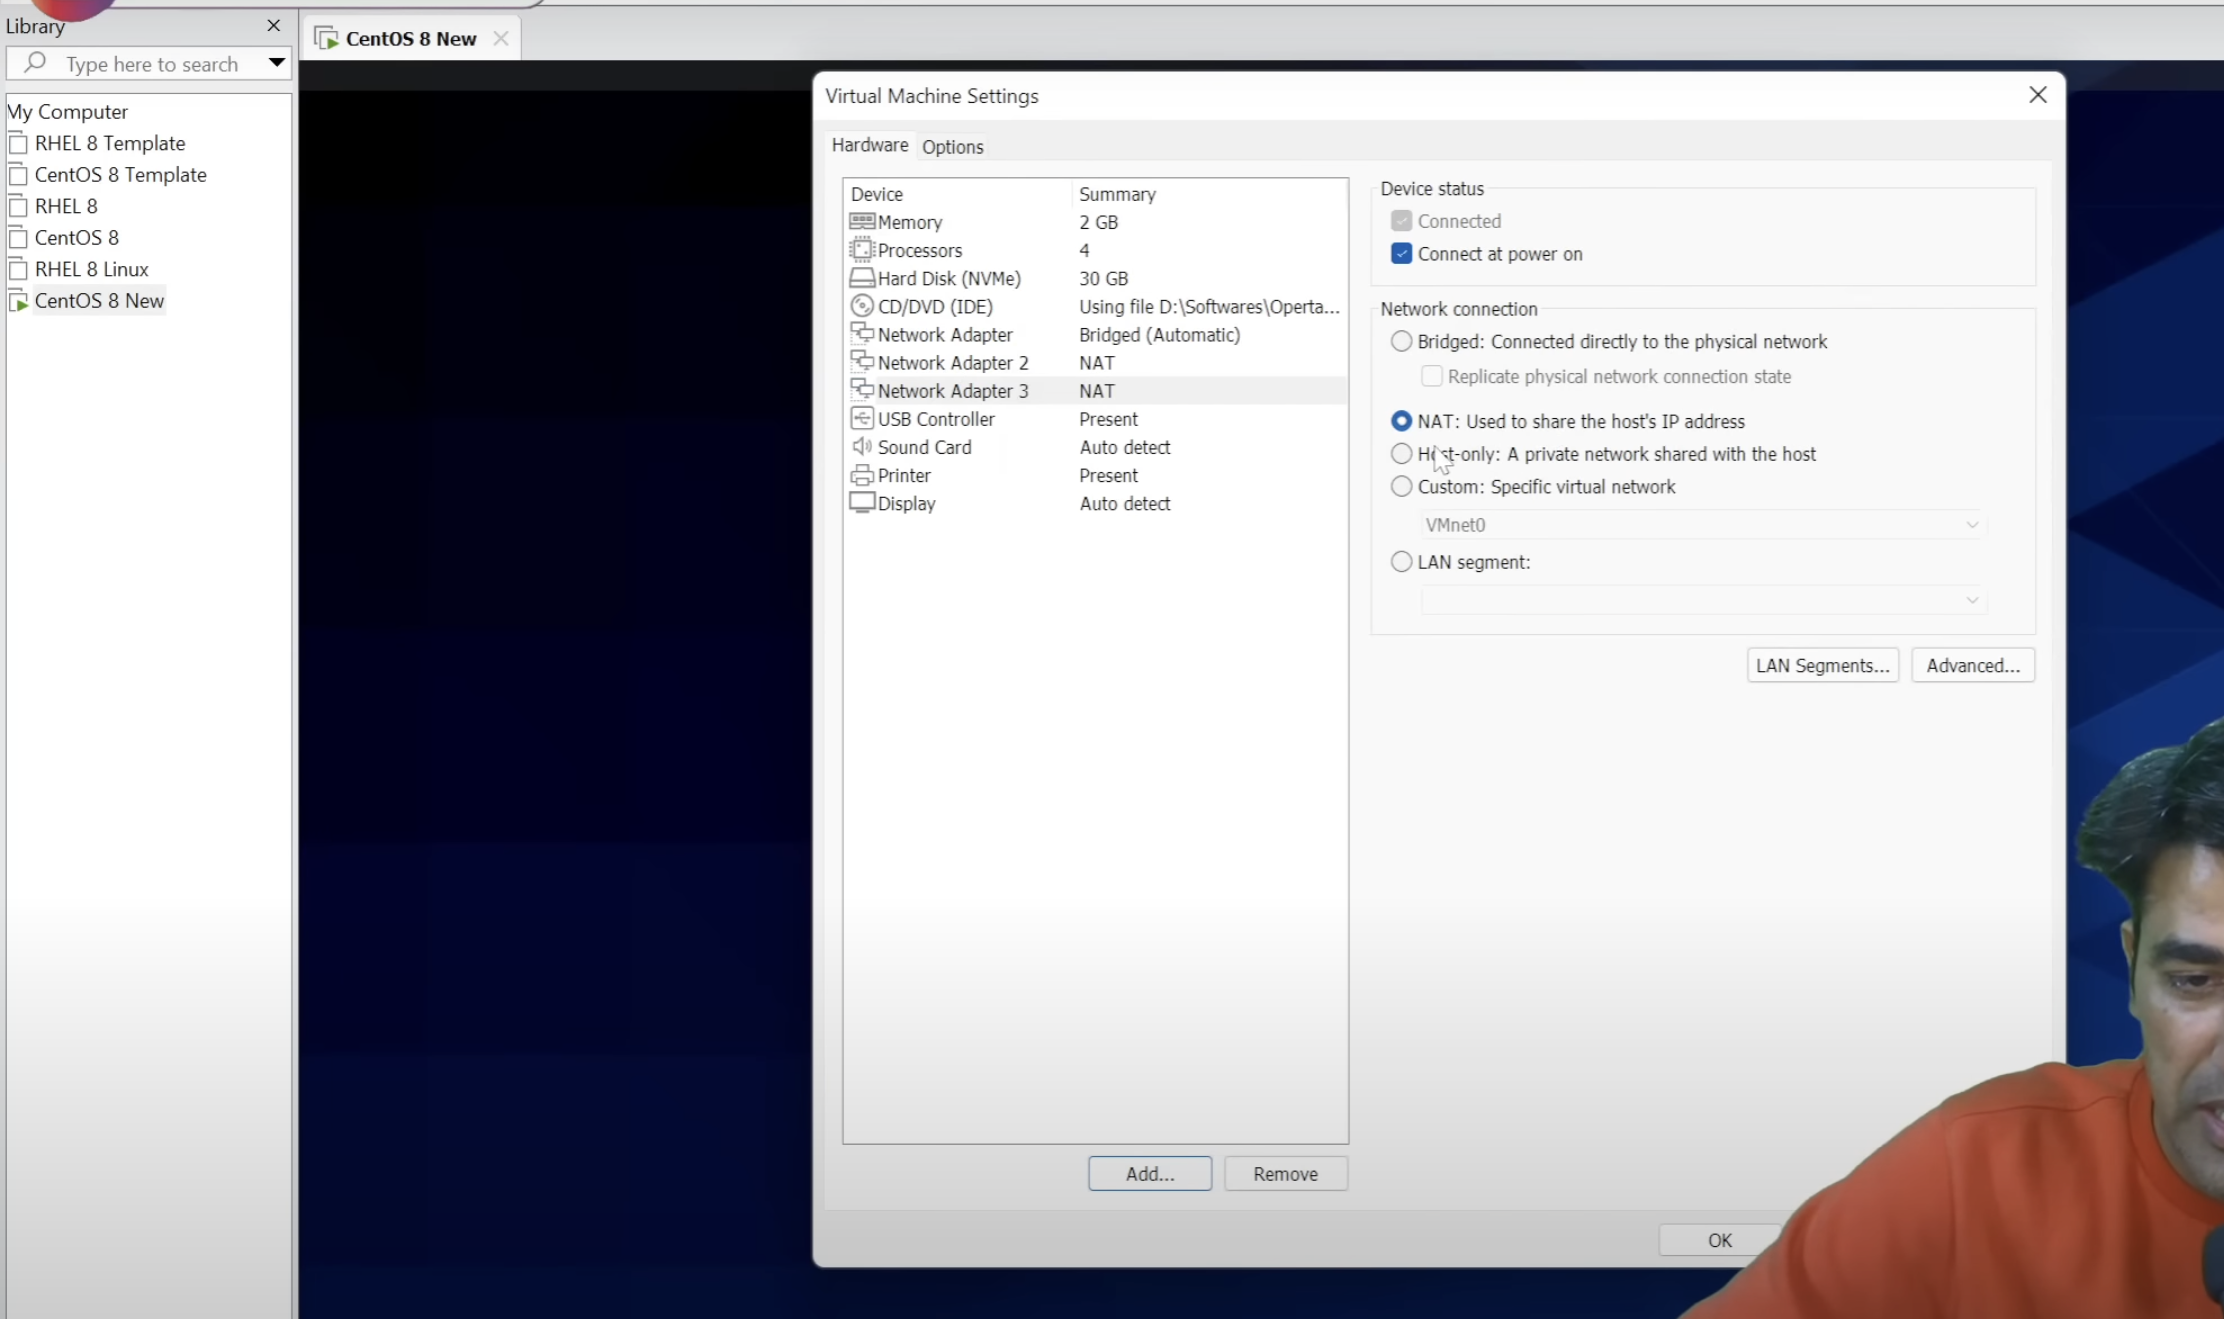 Library
CentOS 8 New
Type here to search
My Computer
RHEL 8 Template
CentOS 8 Template
RHEL 8
CentOS 8
RHEL 8 Linux
CentOS 8 New
Virtual Machine Settings
Hardware Options
Device Summary
Memory 2 GB
Processors 4
Hard Disk (NVMe) 30 GB
CD/DVD (IDE) Using file D:\Softwares\Operta...
Network Adapter Bridged (Automatic)
Network Adapter 2 NAT
Network Adapter 3 NAT
USB Controller Present
Sound Card Auto detect
Printer Present
Display Auto detect
Add... Remove
Device status
Connected
Connect at power on
Network connection
Bridged: Connected directly to the physical network
Replicate physical network connection state
NAT: Used to share the host's IP address
Host-only: A private network shared with the host
Custom: Specific virtual network
VMnet0
LAN segment:
LAN Segments... Advanced...
OK